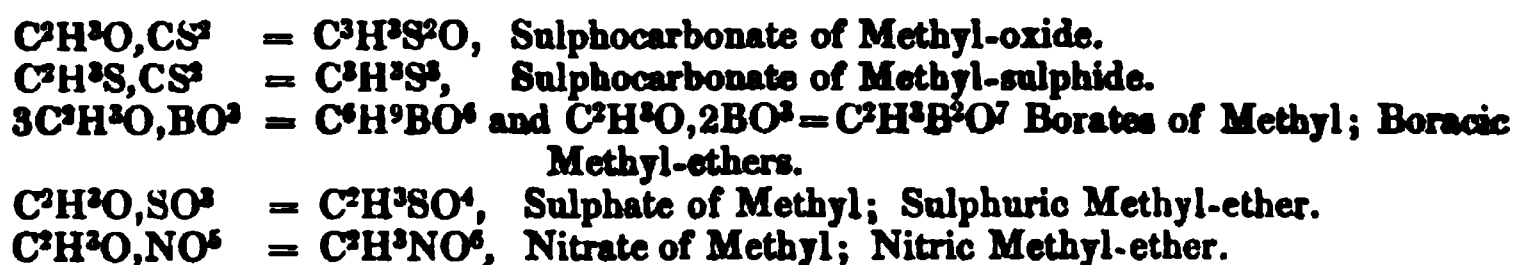 C²H³O,CS² = C³H³S²O, Sulphocarbonate of Methyl-oxide.
C²H³S,CS² = C³H³S³, Sulphocarbonate of Methyl-sulphide.
3C²H³O,BO³ = C⁶H⁹BO⁶ and C²H³O,2BO³=C²H³B²O⁷ Borates of Methyl; Boracic
Methyl-ethers.
C²H³O,SO³ = C²H³SO⁴, Sulphate of Methyl; Sulphuric Methyl-ether.
C²H³O,NO⁵ = C²H³NO⁶, Nitrate of Methyl; Nitric Methyl-ether.